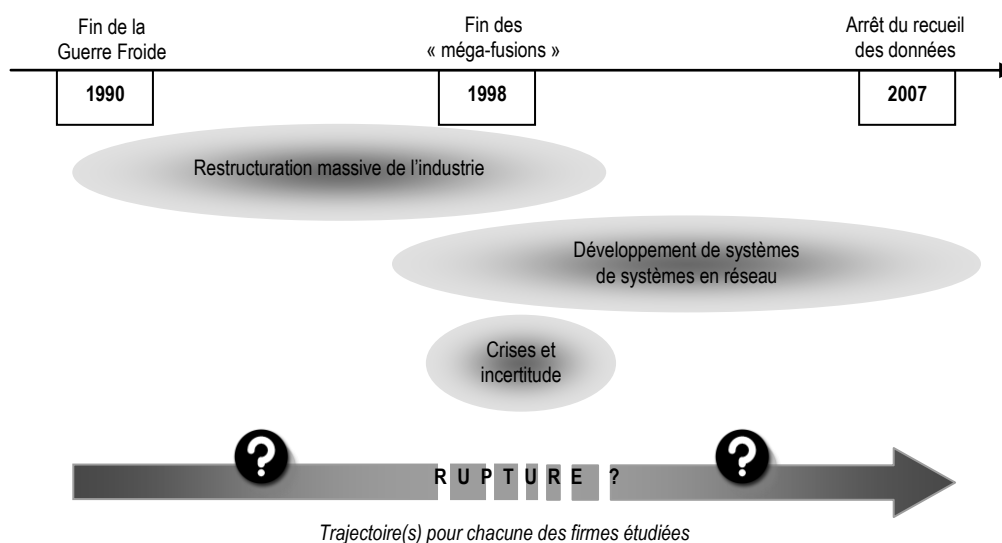 Fin de la
Guerre Froide
Fin des
« méga-fusions »
Arrêt du recueil
des données
1990
1998
2007
Restructuration massive de l'industrie
Développement de systèmes
de systèmes en réseau
Crises et
incertitude
?
?
RUPTURE ?
Trajectoire(s) pour chacune des firmes étudiées